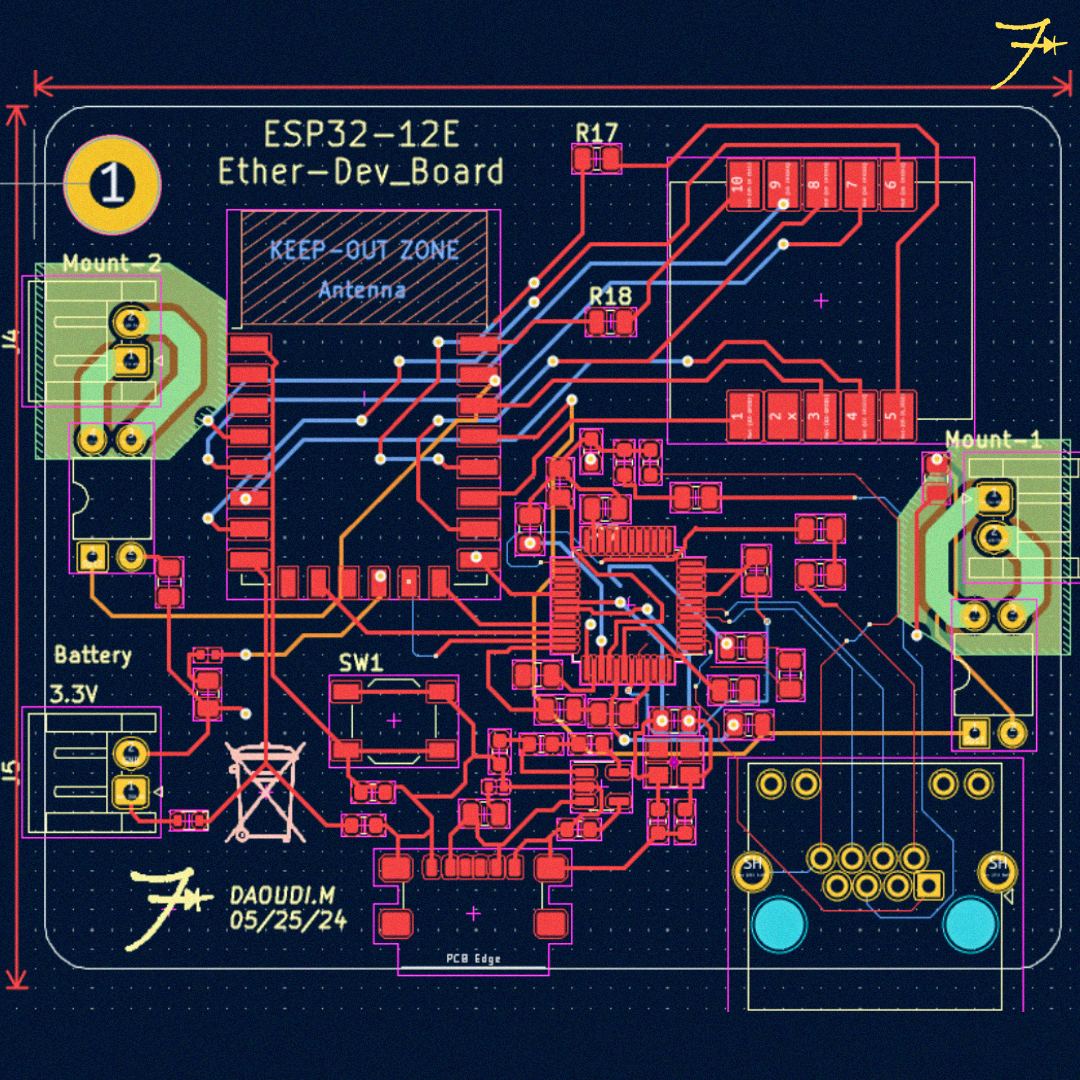 ESP32-12E
Ether-Dev_Board
R17
1
10
9
8
7
6
KEEP-OUT ZONE
Antenna
Mount-2
R18
J4
1
2
X
3
4
5
Mount-1
Battery
3.3V
SW1
J5
SH
SH
DAOUDI.M
05/25/24
PCB Edge